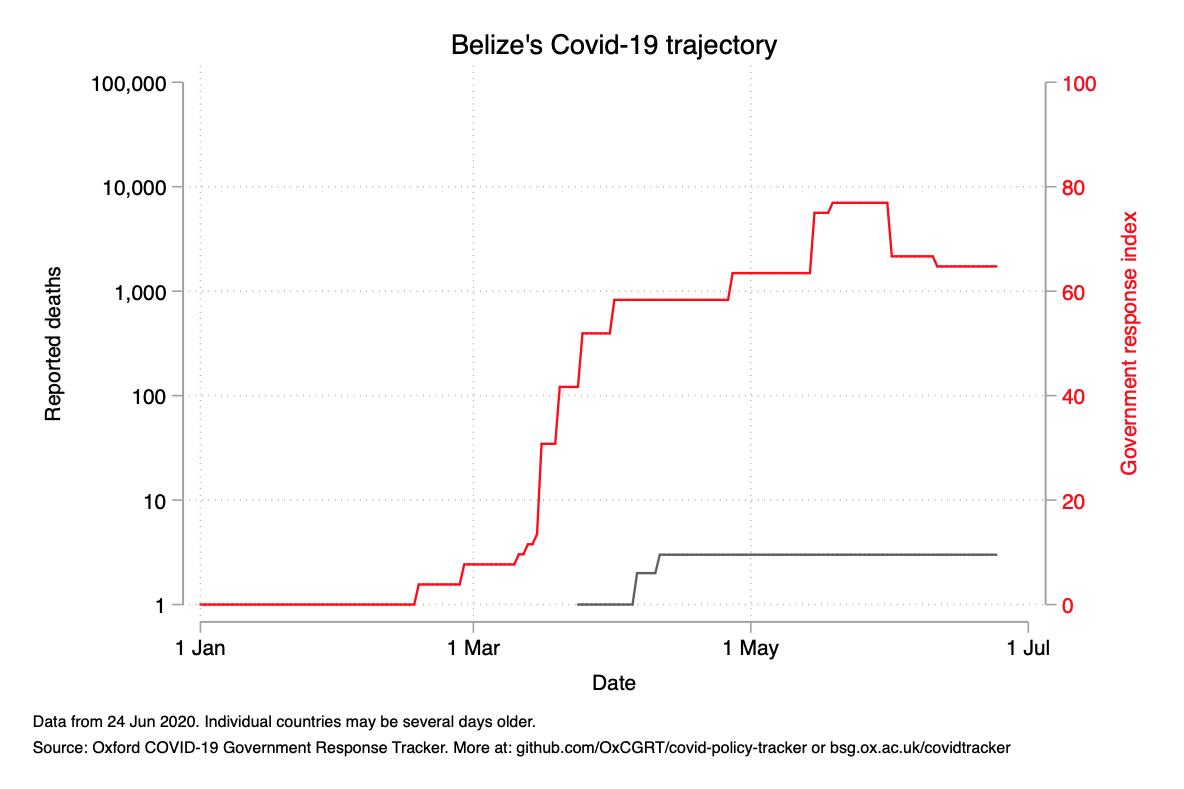 Belize's Covid-19 trajectory
100,000
10,000
1,000
100
10
1
Reported deaths
100
80
60
40
20
0
Government response index
1 Jan
1 Mar
1 May
1 Jul
Date
Data from 24 Jun 2020. Individual countries may be several days older.
Source: Oxford COVID-19 Government Response Tracker. More at: github.com/OxCGRT/covid-policy-tracker or bsg.ox.ac.uk/covidtracker